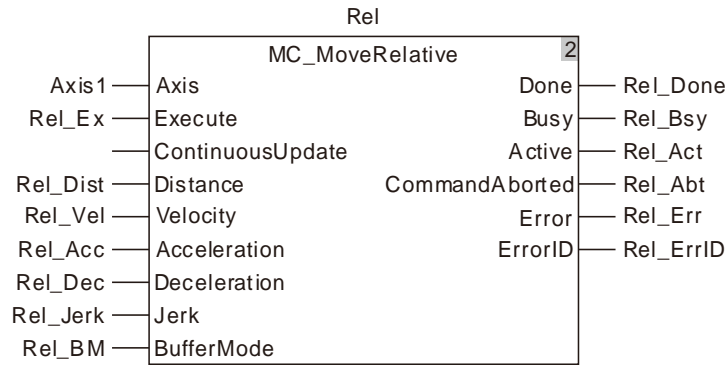 Rel
MC_MoveRelative 2
Axis1 Axis Done Rel_Done
Rel_Ex Execute Busy Rel_Bsy
ContinuousUpdate Active Rel_Act
Rel_Dist Distance CommandAborted Rel_Abt
Rel_Vel Velocity Error Rel_Err
Rel_Acc Acceleration ErrorID Rel_ErrID
Rel_Dec Deceleration
Rel_Jerk Jerk
Rel_BM BufferMode